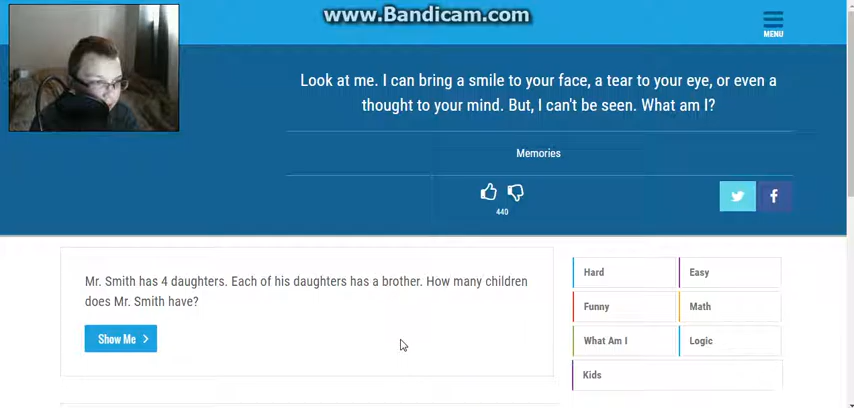 www.Bandicam.com
MENU
Look at me. I can bring a smile to your face, a tear to your eye, or even a
thought to your mind. But, I can't be seen. What am I?
Memories
440
Mr. Smith has 4 daughters. Each of his daughters has a brother. How many children
does Mr. Smith have?
Show Me
Hard
Easy
Funny
Math
What Am I
Logic
Kids